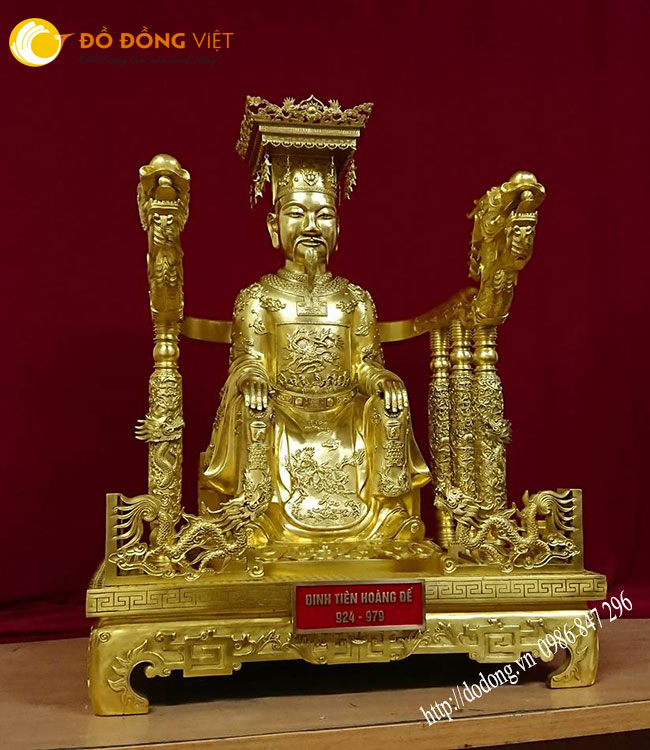 ĐỒ ĐỒNG VIỆT
ĐINH TIÊN HOÀNG ĐẾ
924 - 979
http://dodong.vn 0986 847 296